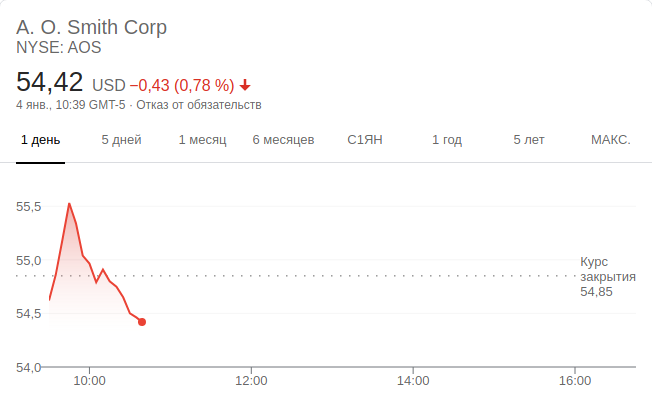 A. O. Smith Corp
NYSE: AOS
54,42 USD −0,43 (0,78 %)
4 янв., 10:39 GMT-5 · Отказ от обязательств
1 день 5 дней 1 месяц 6 месяцев С1ЯН 1 год 5 лет МАКС.
55,5
55,0
Курс
закрытия
54,85
54,5
54,0
10:00 12:00 14:00 16:00